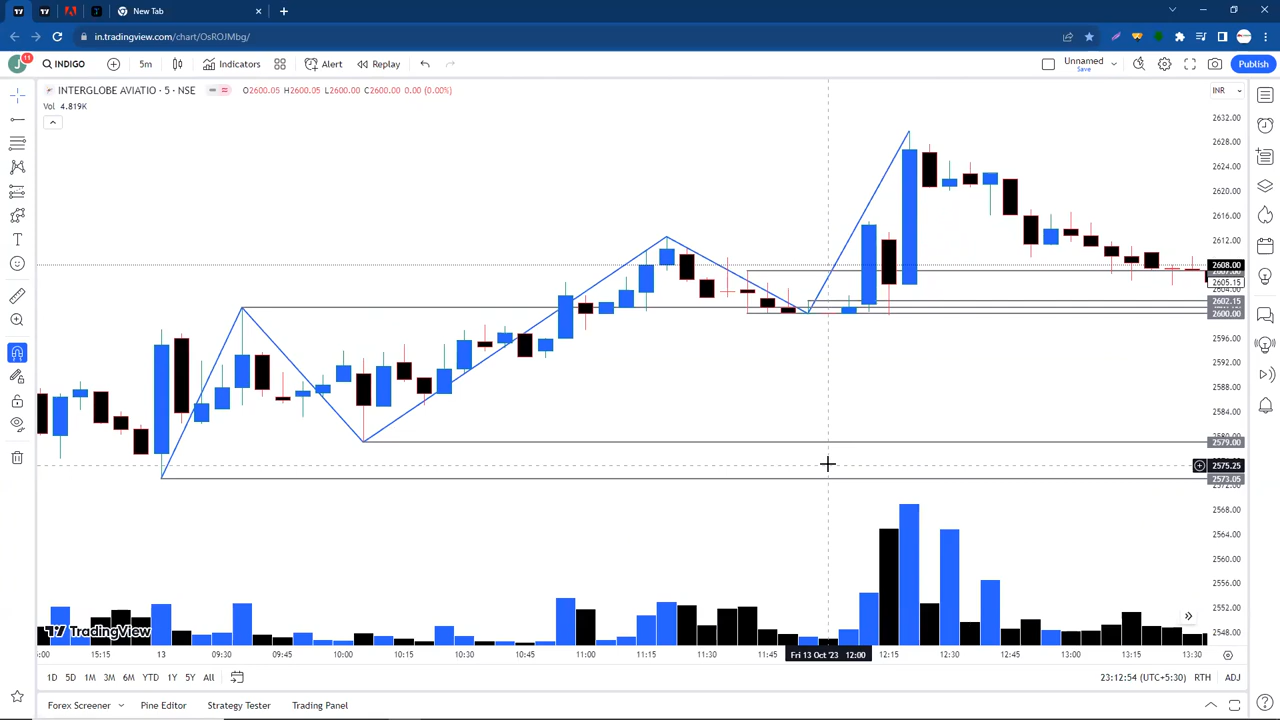 New Tab
in.tradingview.com/chart/OsROJMbg/
J 11 INDIGO 5m Indicators Alert Replay Unnamed Save Publish
INTERGLOBE AVIATIO · 5 · NSE O2600.05 H2600.05 L2600.00 C2600.00 0.00 (0.00%) INR
Vol 4.819K
2632.00
2628.00
2624.00
2620.00
2616.00
2612.00
2608.00
2605.15
2602.15
2600.00
2596.00
2592.00
2588.00
2584.00
2579.00
2575.25
2573.05
2568.00
2564.00
2560.00
2556.00
2552.00
2548.00
TradingView
15:15 13 09:30 09:45 10:00 10:15 10:30 10:45 11:00 11:15 11:30 11:45 Fri 13 Oct '23 12:00 12:15 12:30 12:45 13:00 13:15 13:30
1D 5D 1M 3M 6M YTD 1Y 5Y All 23:12:54 (UTC+5:30) RTH ADJ
Firm Screener Pine Editor Strategy Tester Trading Panel